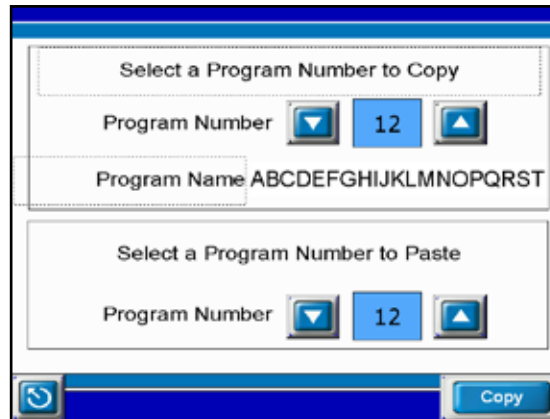 Select a Program Number to Copy
Program Number 12
Program Name ABCDEFGHIJKLMNOPQRST
Select a Program Number to Paste
Program Number 12
Copy